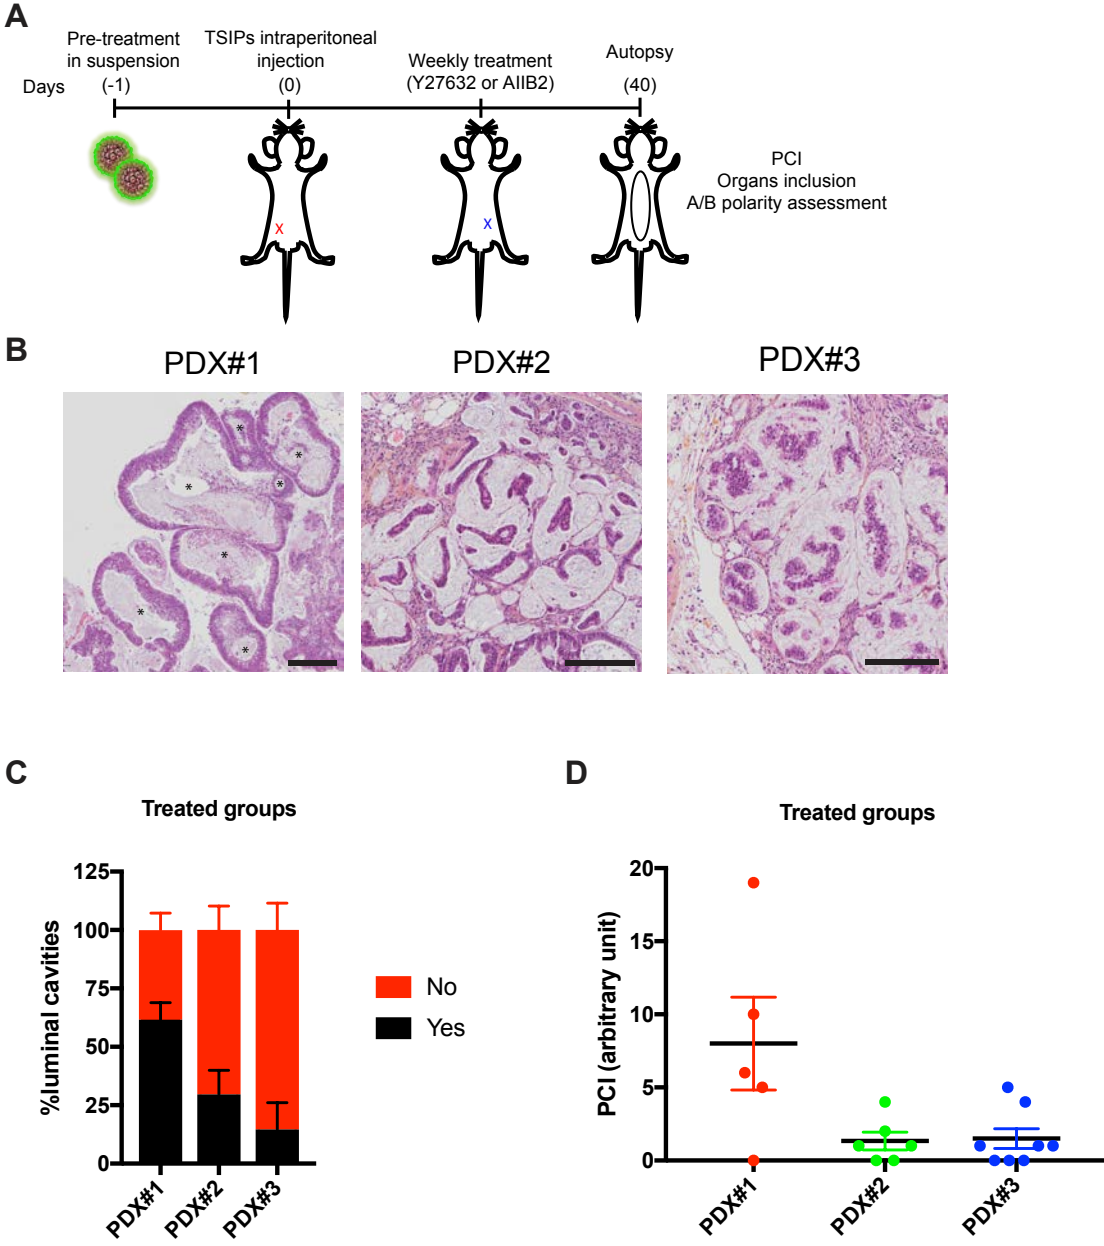 A
Pre-treatment
in suspension
(-1)
TSIPs intraperitoneal
injection
(0)
Weekly treatment
(Y27632 or AIIB2)
Autopsy
(40)
Days
X
X
PCI
Organs inclusion
A/B polarity assessment
B
PDX#1
PDX#2
PDX#3
*
*
*
*
*
*
*
C
Treated groups
%luminal cavities
125
100
75
50
25
0
PDX#1
PDX#2
PDX#3
No
Yes
D
Treated groups
PCI (arbitrary unit)
20
15
10
5
0
PDX#1
PDX#2
PDX#3